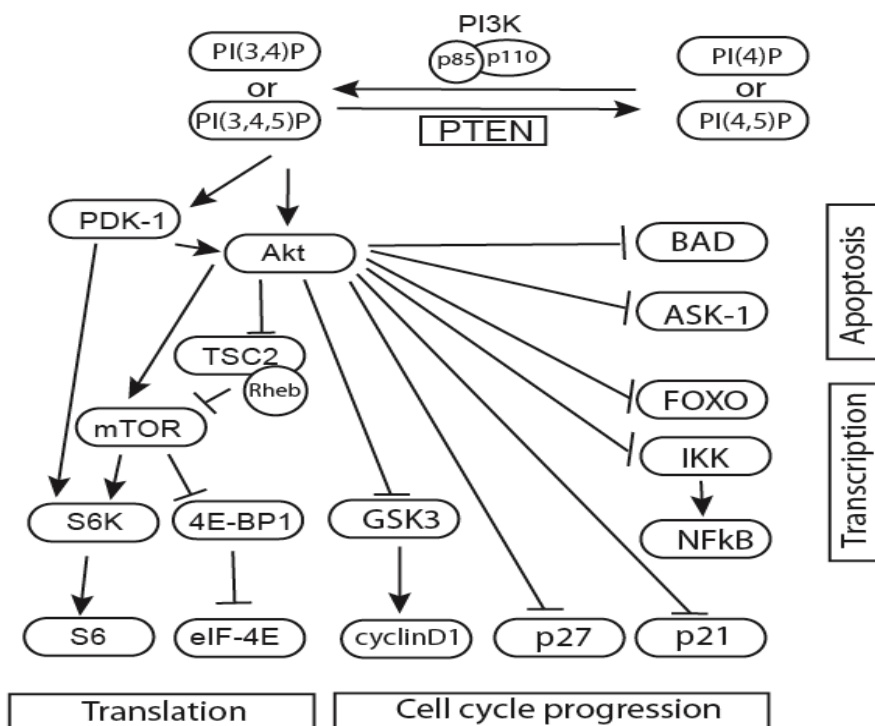 PI3K
PI(3,4)P
p85 p110
PI(4)P
or
or
PI(3,4,5)P
PTEN
PI(4,5)P
PDK-1
Akt
BAD
ASK-1
Apoptosis
TSC2
Rheb
FOXO
mTOR
IKK
Transcription
S6K
4E-BP1
GSK3
NFkB
S6
eIF-4E
cyclinD1
p27
p21
Translation
Cell cycle progression